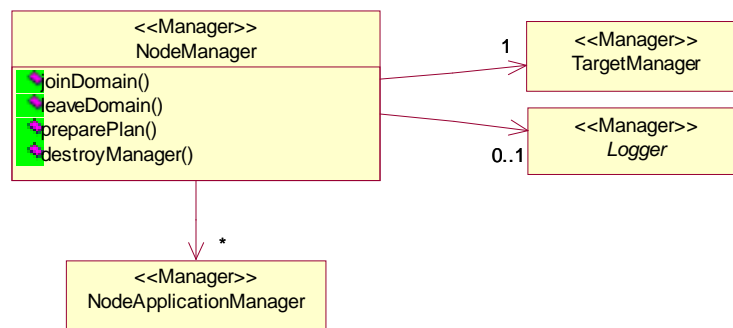 <<Manager>>
NodeManager
joinDomain()
leaveDomain()
preparePlan()
destroyManager()
1
<<Manager>>
TargetManager
0..1
<<Manager>>
Logger
*
<<Manager>>
NodeApplicationManager